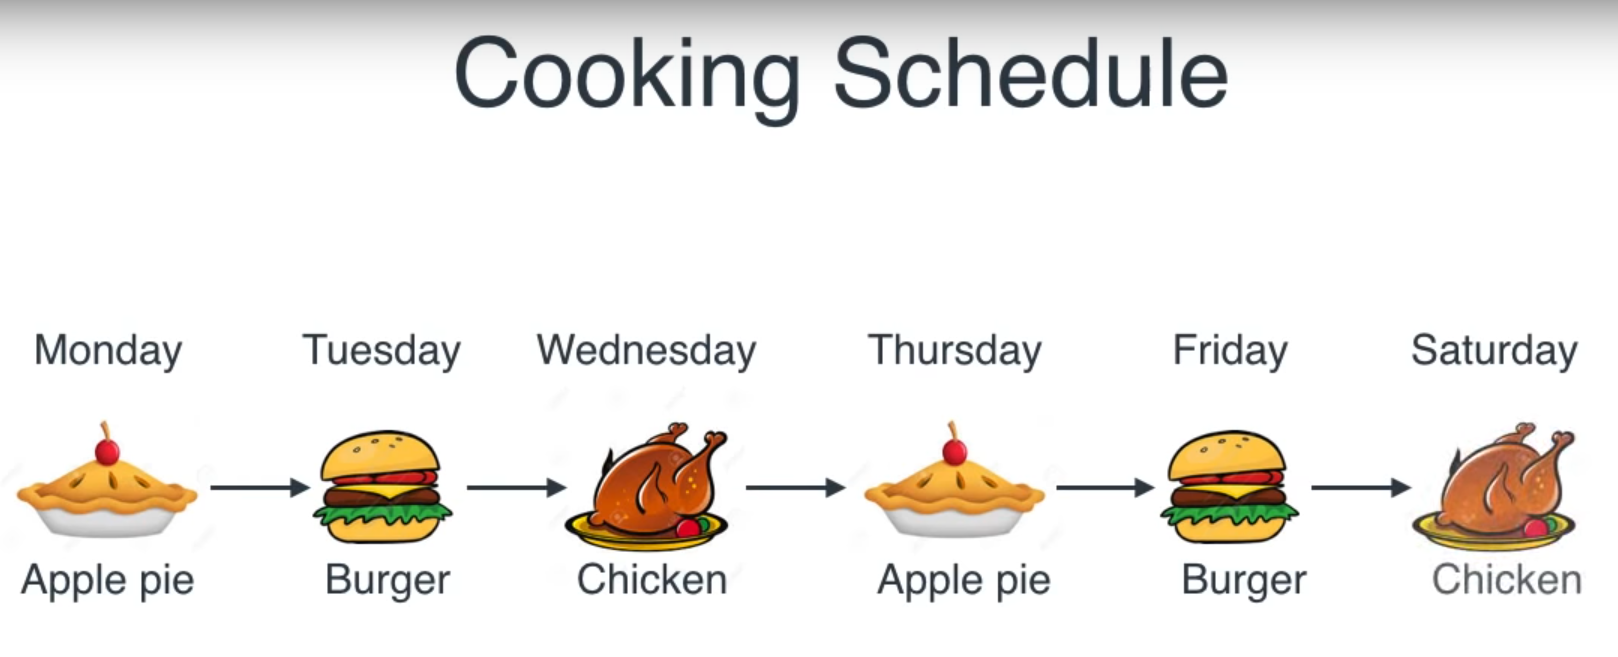 Cooking Schedule
Monday Tuesday Wednesday Thursday Friday Saturday
Apple pie Burger Chicken Apple pie Burger Chicken